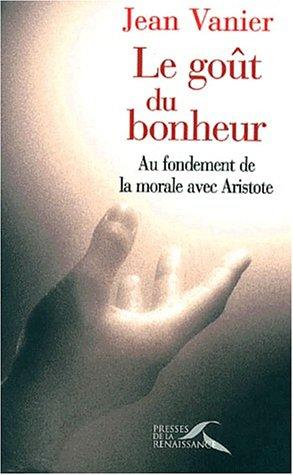 Jean Vanier
Le goût
du
bonheur
Au fondement de
la morale avec Aristote
PRESSES
DE LA
RENAISSANCE